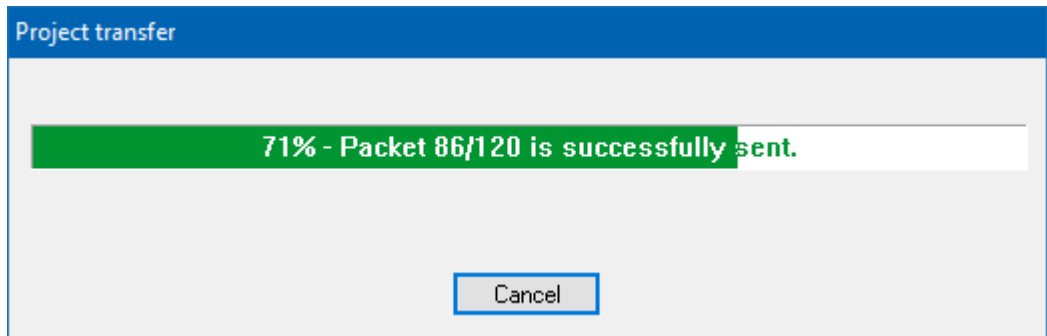 Project transfer
71% - Packet 86/120 is successfully sent.
Cancel